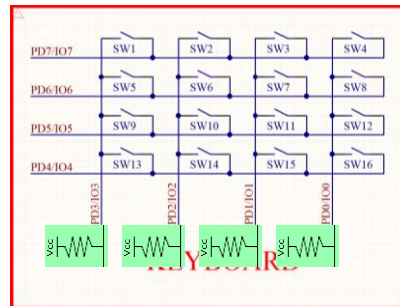 SW1 SW2 SW3 SW4
PD7/IO7
SW5 SW6 SW7 SW8
PD6/IO6
SW9 SW10 SW11 SW12
PD5/IO5
SW13 SW14 SW15 SW16
PD4/IO4
PD3/IO3 PD2/IO2 PD1/IO1 PD0/IO0
Vcc Vcc Vcc Vcc
KEYBOARD